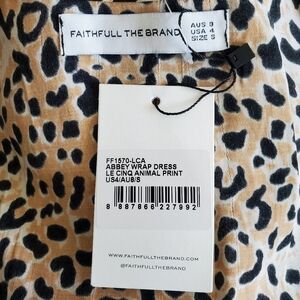 FAITHFULL THE BRAND
AUS 8
USA 4
SIZE S
FF1570-LCA
ABBEY WRAP DRESS
LE CINQ ANIMAL PRINT
US4/AU8/S
8 887866 227992
WWW.FAITHFULLTHEBRAND.COM
@FAITHFULLTHEBRAND